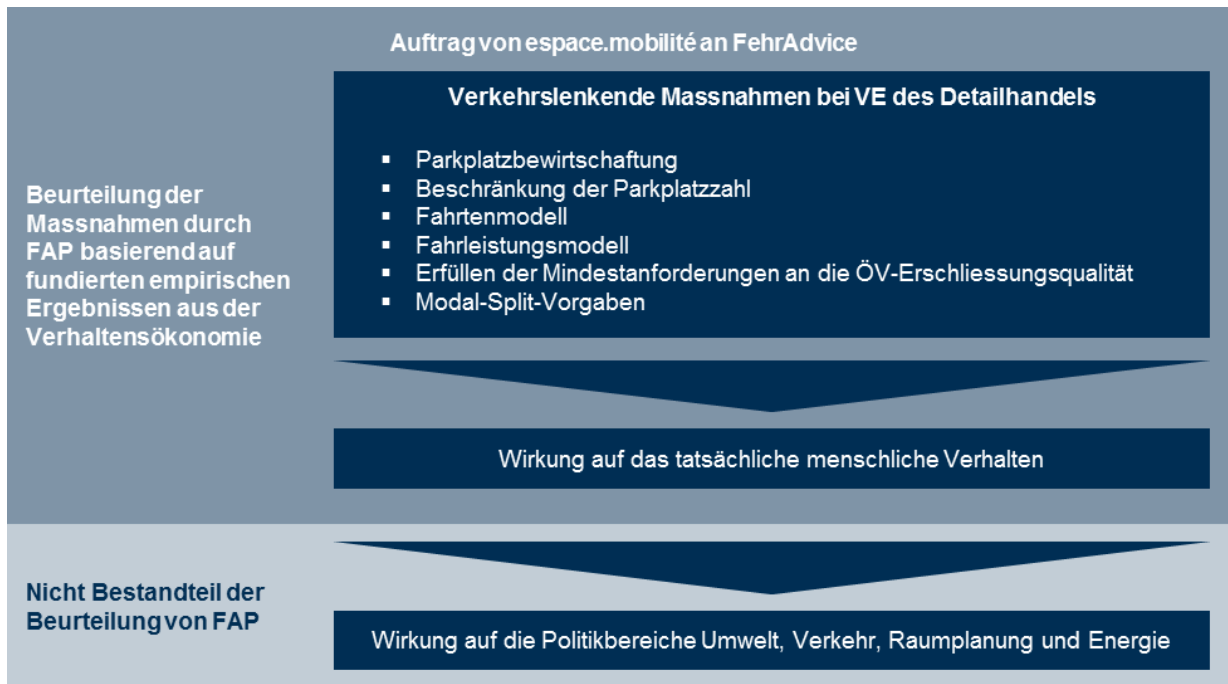 Auftrag von espace.mobilité an FehrAdvice
Verkehrslenkende Massnahmen bei VE des Detailhandels
▪ Parkplatzbewirtschaftung
▪ Beschränkung der Parkplatzzahl
▪ Fahrtenmodell
▪ Fahrleistungsmodell
▪ Erfüllen der Mindestanforderungen an die ÖV-Erschliessungsqualität
▪ Modal-Split-Vorgaben
Beurteilung der
Massnahmen durch
FAP basierend auf
fundierten empirischen
Ergebnissen aus der
Verhaltensökonomie
Wirkung auf das tatsächliche menschliche Verhalten
Nicht Bestandteil der
Beurteilung von FAP
Wirkung auf die Politikbereiche Umwelt, Verkehr, Raumplanung und Energie